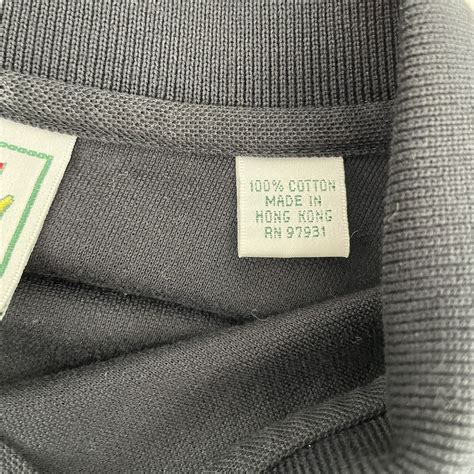 100% COTTON
MADE IN
HONG KONG
RN 97931